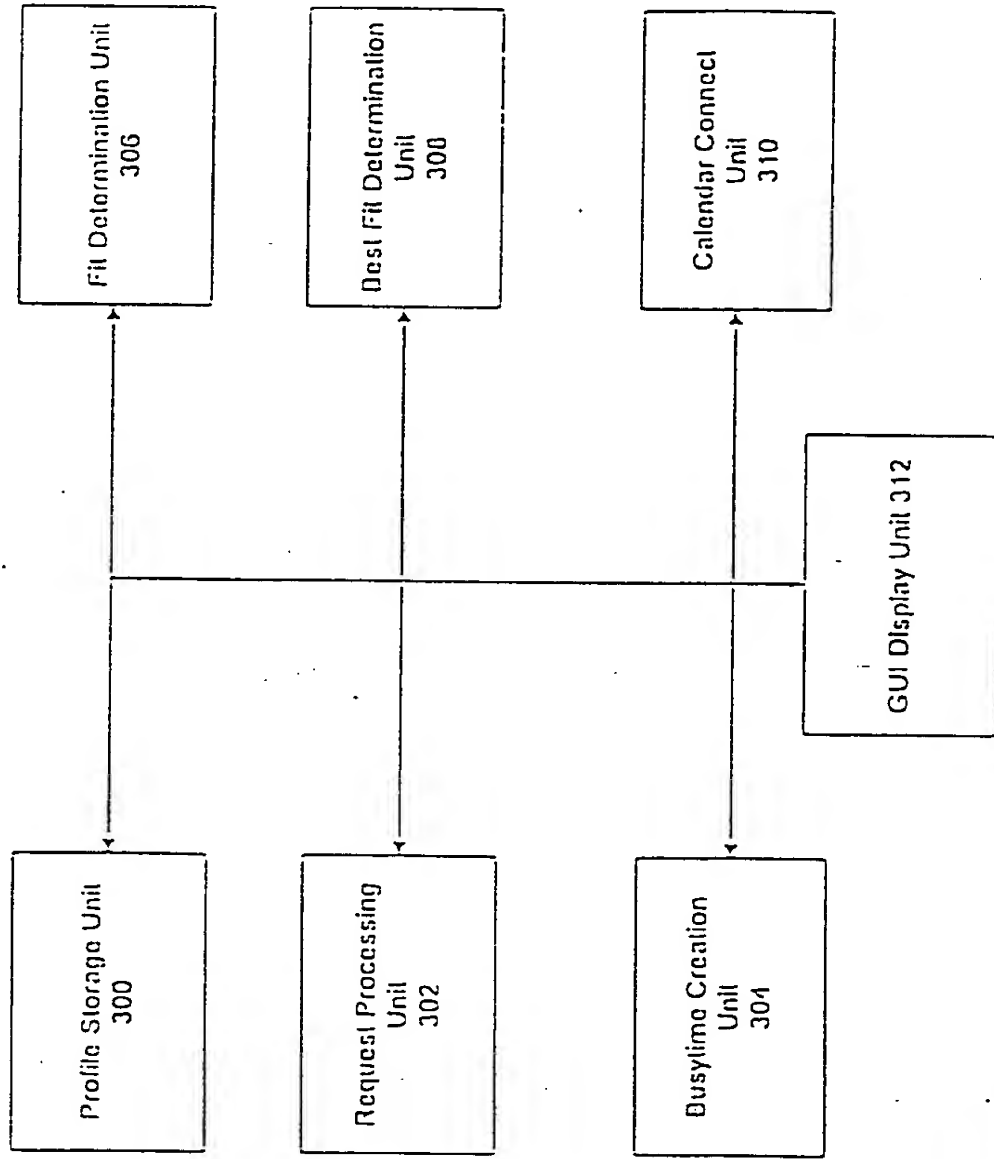 Profile Storage Unit
300
Request Processing
Unit
302
Busytime Creation
Unit
304
Fit Determination Unit
306
Best Fit Determination
Unit
308
Calendar Connect
Unit
310
GUI Display Unit 312